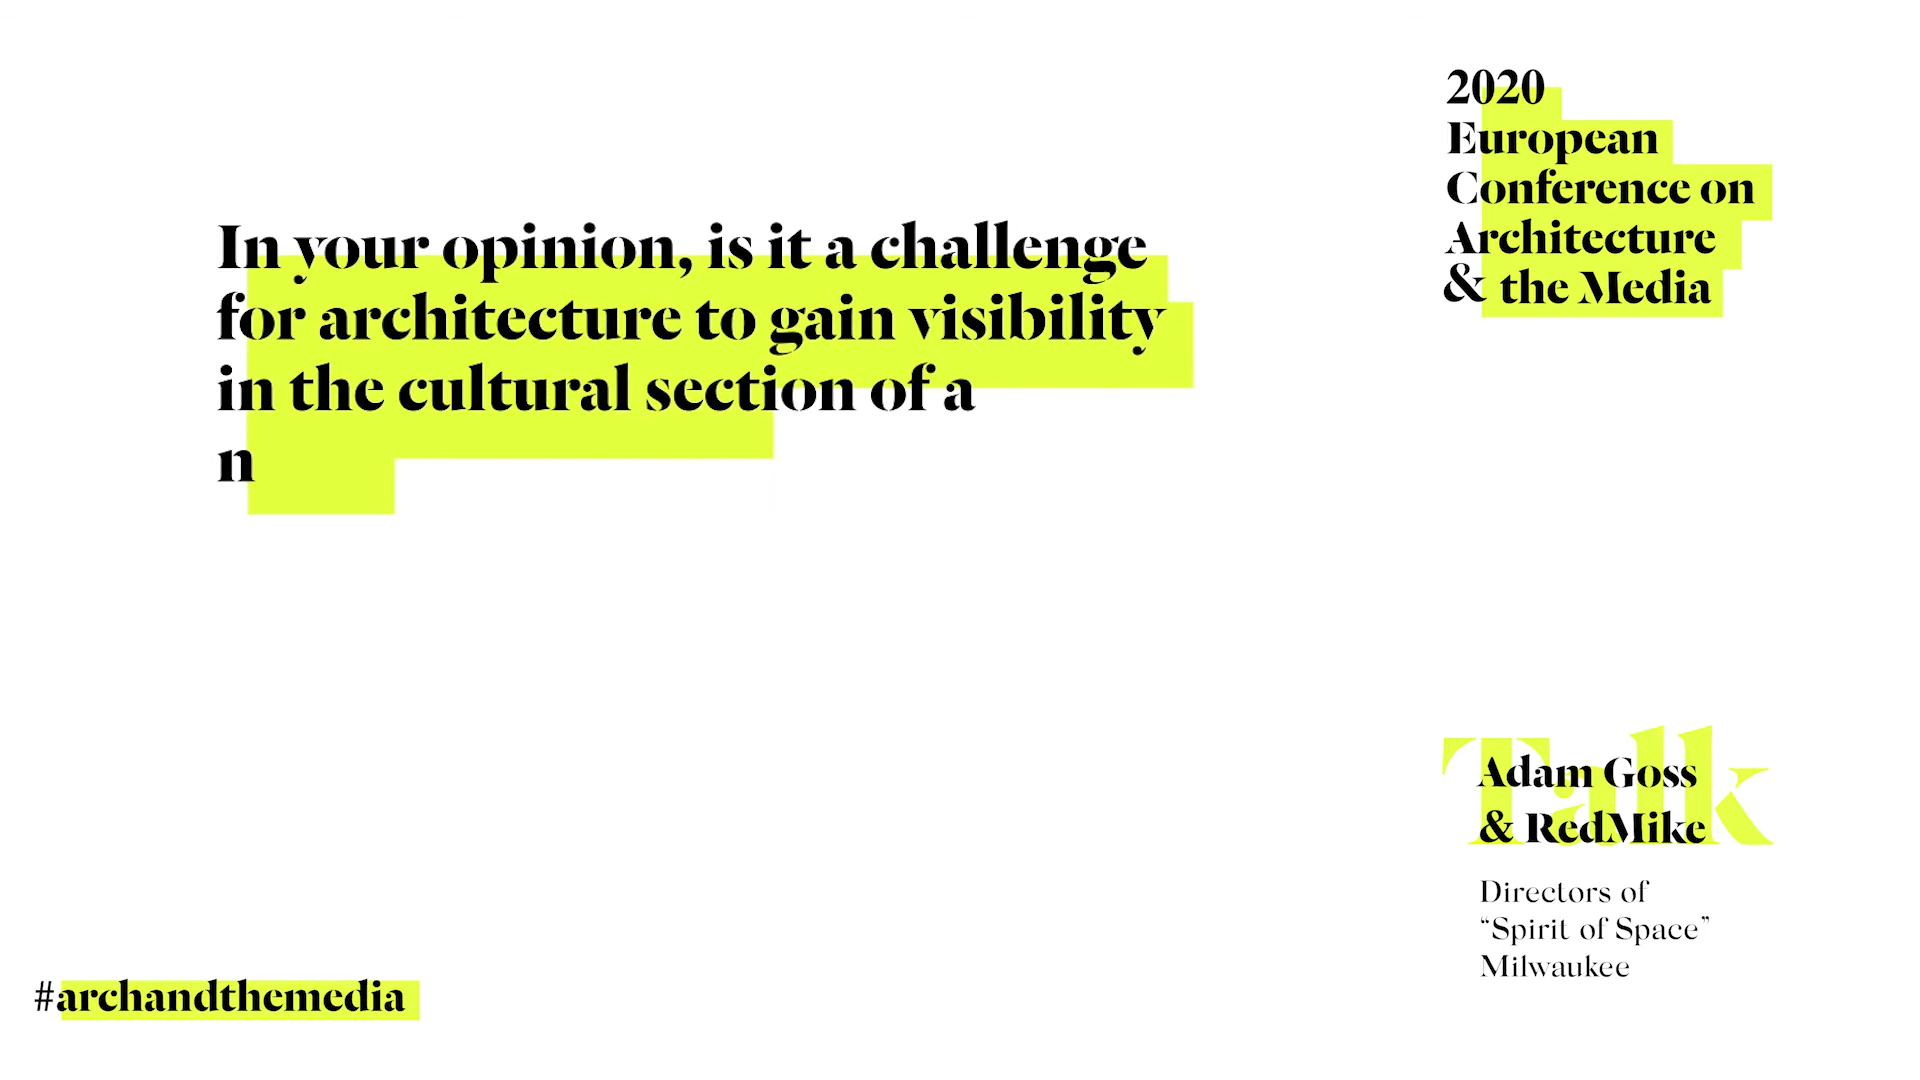 In your opinion, is it a challenge
for architecture to gain visibility
in the cultural section of a
n
2020
European
Conference on
Architecture
& the Media
Talk
Adam Goss
& RedMike
Directors of
“Spirit of Space”
Milwaukee
#archandthemedia